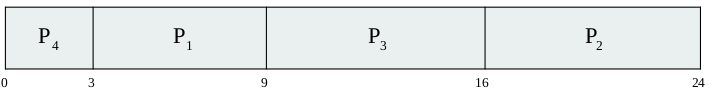 P₄ P₁ P₃ P₂
0 3 9 16 24